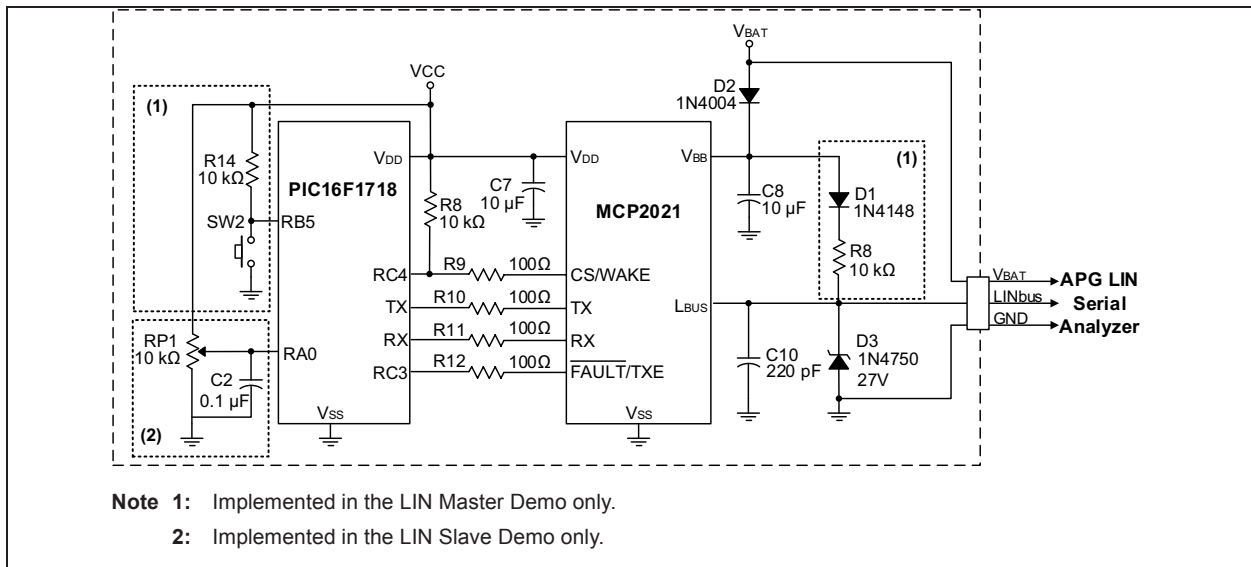 VBAT
VCC
D2
1N4004
(1)
R14
10 kΩ
SW2
RB5
PIC16F1718
VDD
R8
10 kΩ
C7
10 µF
VDD
MCP2021
VBB
C8
10 µF
(1)
D1
1N4148
R8
10 kΩ
RC4
R9
100Ω
CS/WAKE
TX
R10
100Ω
TX
RX
R11
100Ω
RX
RC3
R12
100Ω
FAULT/TXE
LBUS
VSS
VSS
RP1
10 kΩ
RA0
C2
0.1 µF
(2)
C10
220 pF
D3
1N4750
27V
VBAT
LINbus
GND
APG LIN
Serial
Analyzer
Note 1: Implemented in the LIN Master Demo only.
2: Implemented in the LIN Slave Demo only.